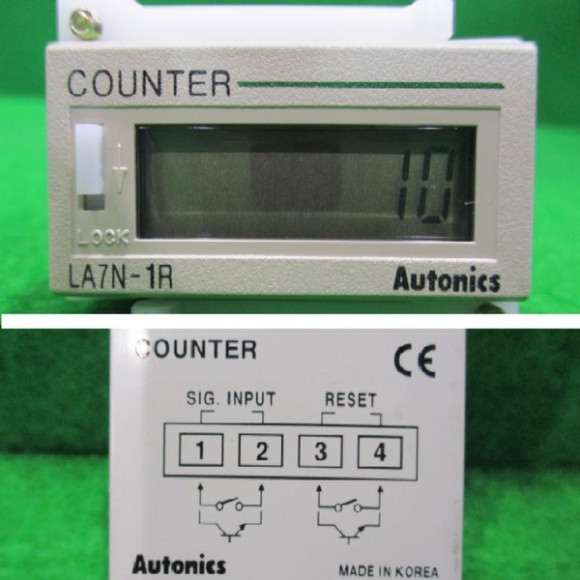 COUNTER
10
LOCK
LA7N-1R Autonics
COUNTER
CE
SIG. INPUT RESET
1 2 3 4
Autonics MADE IN KOREA